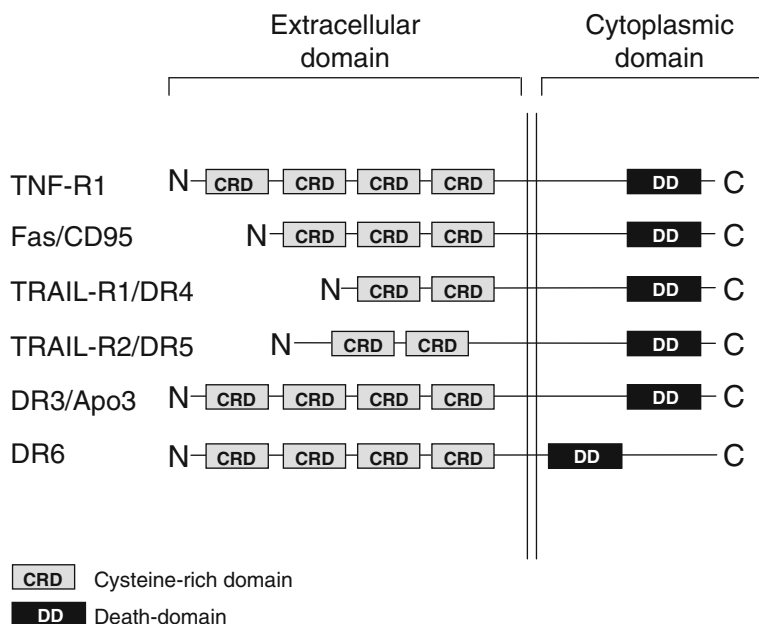 Extracellular domain
Cytoplasmic domain
TNF-R1 N CRD CRD CRD CRD DD C
Fas/CD95 N CRD CRD CRD DD C
TRAIL-R1/DR4 N CRD CRD DD C
TRAIL-R2/DR5 N CRD CRD DD C
DR3/Apo3 N CRD CRD CRD CRD DD C
DR6 N CRD CRD CRD CRD DD C
CRD Cysteine-rich domain
DD Death-domain